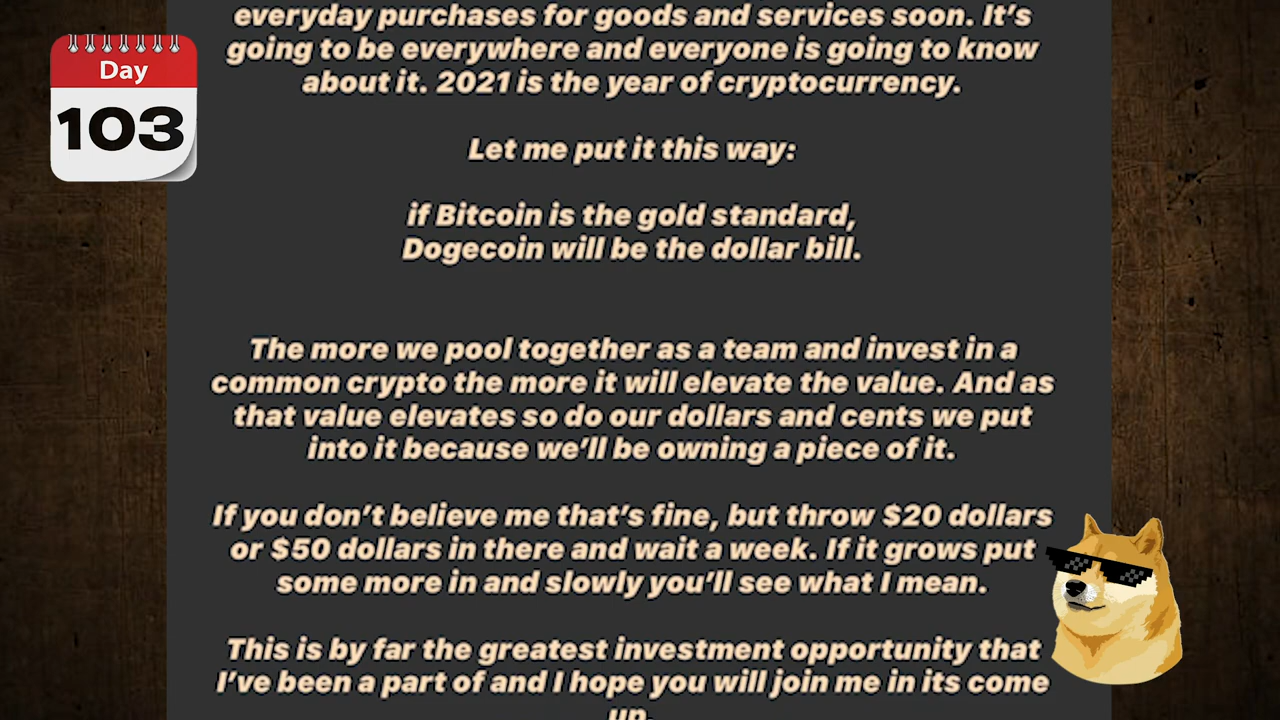 everyday purchases for goods and services soon. It’s
going to be everywhere and everyone is going to know
about it. 2021 is the year of cryptocurrency.
Day
103
Let me put it this way:
if Bitcoin is the gold standard,
Dogecoin will be the dollar bill.
The more we pool together as a team and invest in a
common crypto the more it will elevate the value. And as
that value elevates so do our dollars and cents we put
into it because we’ll be owning a piece of it.
If you don’t believe me that’s fine, but throw $20 dollars
or $50 dollars in there and wait a week. If it grows put
some more in and slowly you’ll see what I mean.
This is by far the greatest investment opportunity that
I’ve been a part of and I hope you will join me in its come
up.